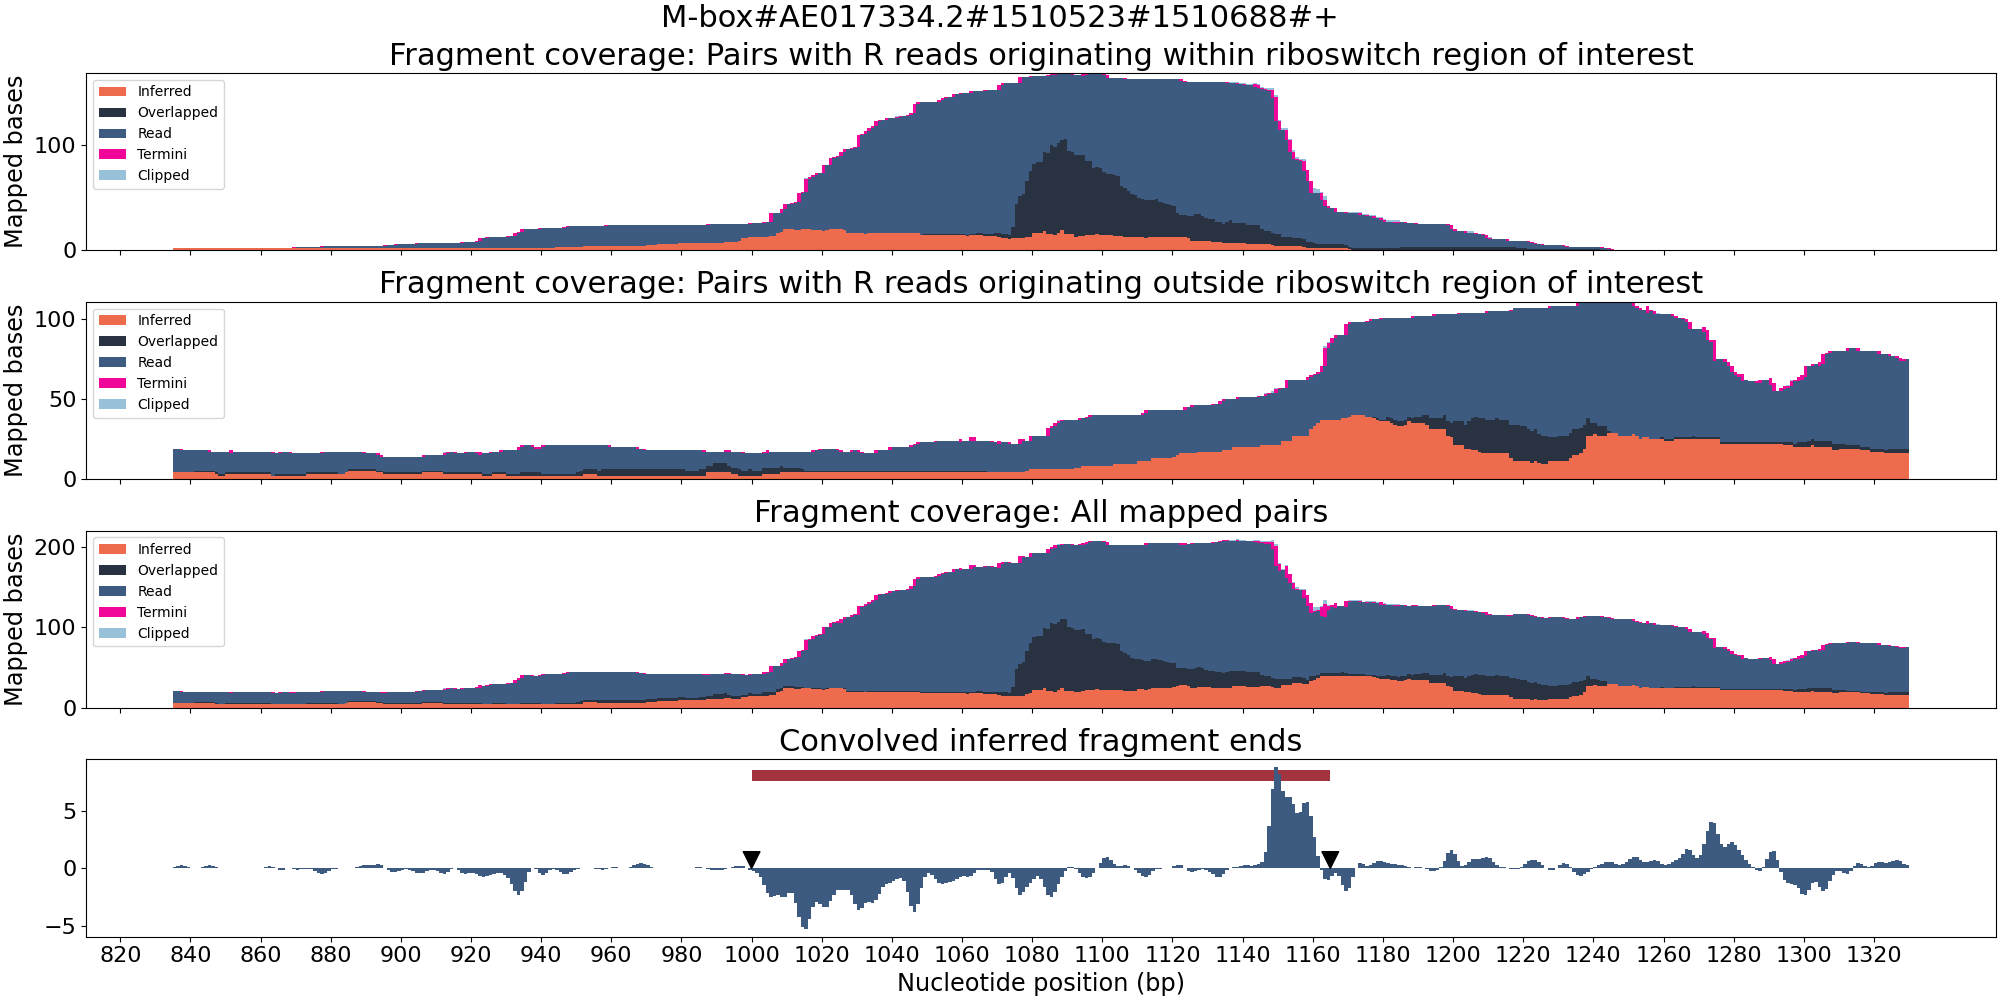 M-box#AE017334.2#1510523#1510688#+
Fragment coverage: Pairs with R reads originating within riboswitch region of interest
Mapped bases
100
0
Inferred
Overlapped
Read
Termini
Clipped
Fragment coverage: Pairs with R reads originating outside riboswitch region of interest
Mapped bases
100
50
0
Inferred
Overlapped
Read
Termini
Clipped
Fragment coverage: All mapped pairs
Mapped bases
200
100
0
Inferred
Overlapped
Read
Termini
Clipped
Convolved inferred fragment ends
5
0
−5
820 840 860 880 900 920 940 960 980 1000 1020 1040 1060 1080 1100 1120 1140 1160 1180 1200 1220 1240 1260 1280 1300 1320
Nucleotide position (bp)